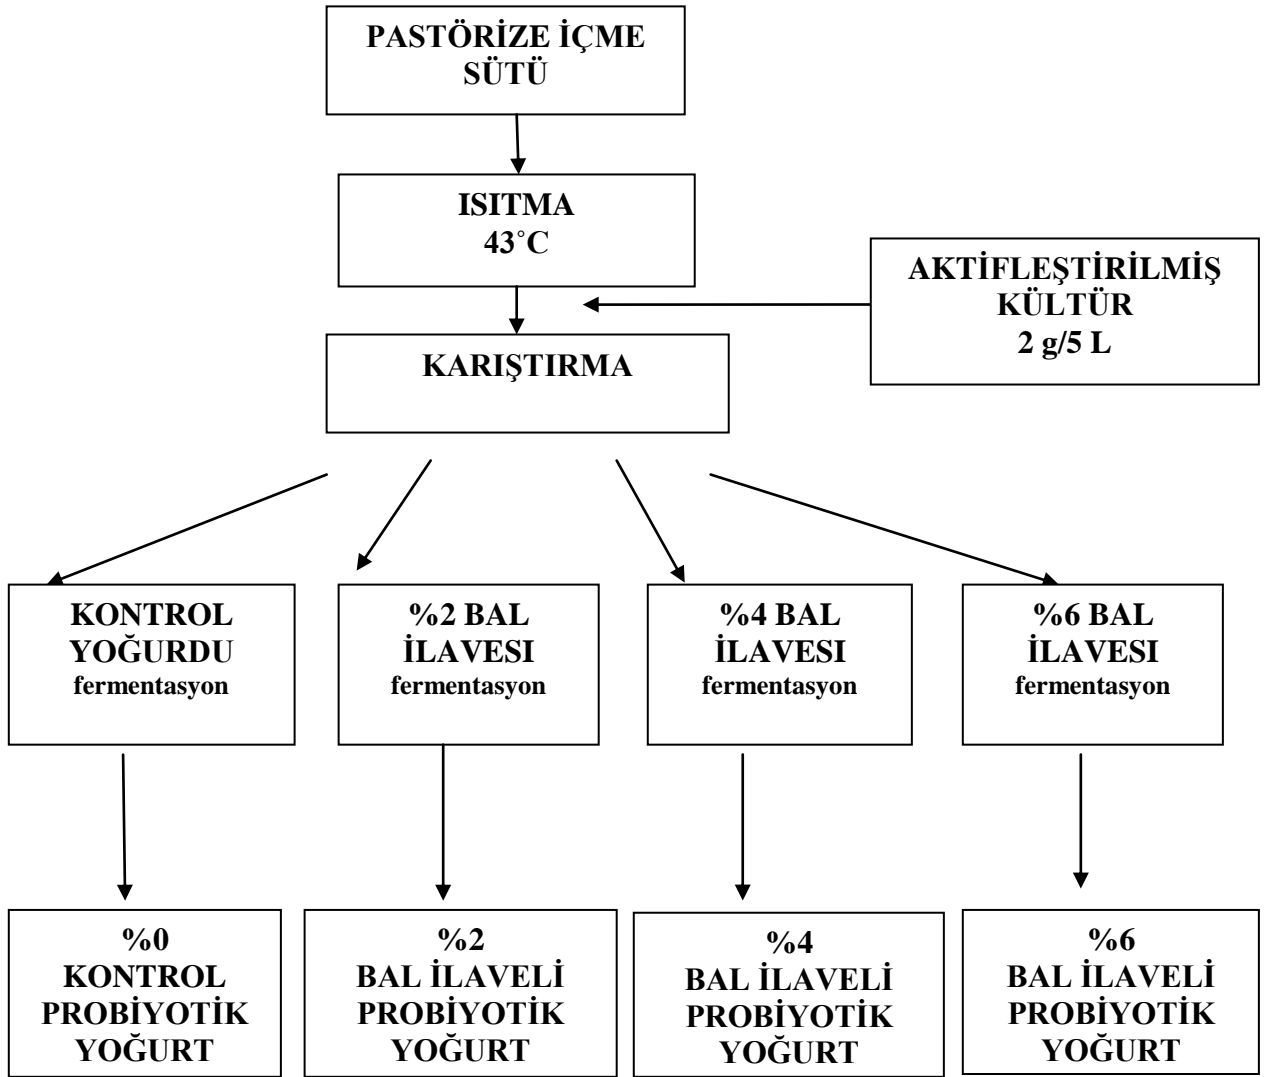 PASTÖRİZE İÇME
SÜTÜ
ISITMA
43˚C
AKTİFLEŞTİRİLMİŞ
KÜLTÜR
2 g/5 L
KARIŞTIRMA
KONTROL
YOĞURDU
fermentasyon
%2 BAL
İLAVESI
fermentasyon
%4 BAL
İLAVESI
fermentasyon
%6 BAL
İLAVESI
fermentasyon
%0
KONTROL
PROBİYOTİK
YOĞURT
%2
BAL İLAVELİ
PROBİYOTİK
YOĞURT
%4
BAL İLAVELİ
PROBİYOTİK
YOĞURT
%6
BAL İLAVELİ
PROBİYOTİK
YOĞURT